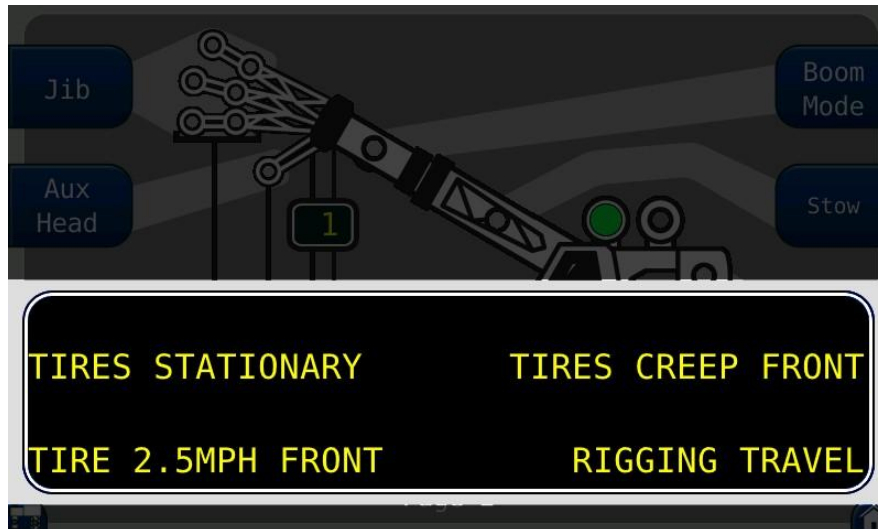 Jib
Boom
Mode
Aux
Head
Stow
1
TIRES STATIONARY
TIRES CREEP FRONT
TIRE 2.5MPH FRONT
RIGGING TRAVEL